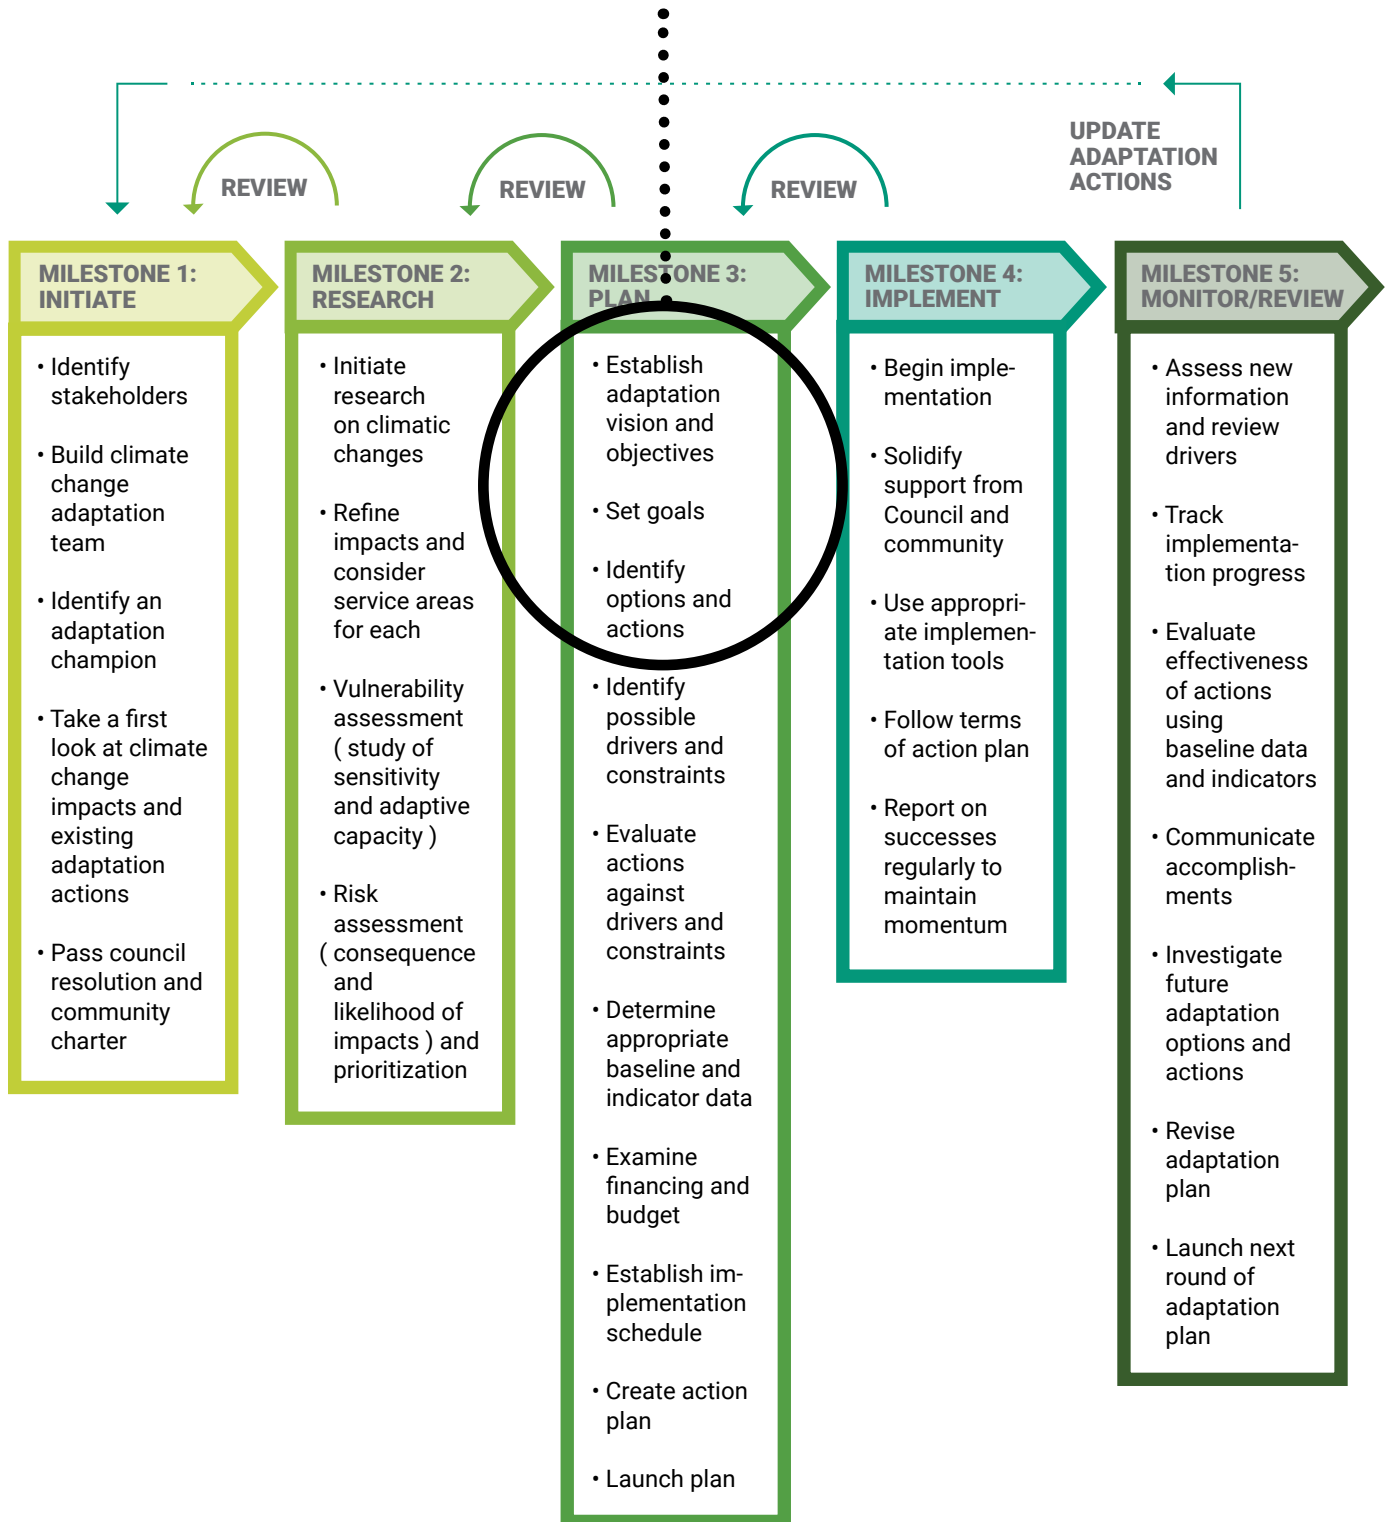 UPDATE
ADAPTATION
ACTIONS
REVIEW
REVIEW
REVIEW
MILESTONE 1:
INITIATE
• Identify
stakeholders
• Build climate
change
adaptation
team
• Identify an
adaptation
champion
• Take a first
look at climate
change
impacts and
existing
adaptation
actions
• Pass council
resolution and
community
charter
MILESTONE 2:
RESEARCH
• Initiate
research
on climatic
changes
• Refine
impacts and
consider
service areas
for each
• Vulnerability
assessment
( study of
sensitivity
and adaptive
capacity )
• Risk
assessment
( consequence
and
likelihood of
impacts ) and
prioritization
MILESTONE 3:
PLAN
• Establish
adaptation
vision and
objectives
• Set goals
• Identify
options and
actions
• Identify
possible
drivers and
constraints
• Evaluate
actions
against
drivers and
constraints
• Determine
appropriate
baseline and
indicator data
• Examine
financing and
budget
• Establish im-
plementation
schedule
• Create action
plan
• Launch plan
MILESTONE 4:
IMPLEMENT
• Begin imple-
mentation
• Solidify
support from
Council and
community
• Use appropri-
ate implemen-
tation tools
• Follow terms
of action plan
• Report on
successes
regularly to
maintain
momentum
MILESTONE 5:
MONITOR/REVIEW
• Assess new
information
and review
drivers
• Track
implementa-
tion progress
• Evaluate
effectiveness
of actions
using
baseline data
and indicators
• Communicate
accomplish-
ments
• Investigate
future
adaptation
options and
actions
• Revise
adaptation
plan
• Launch next
round of
adaptation
plan